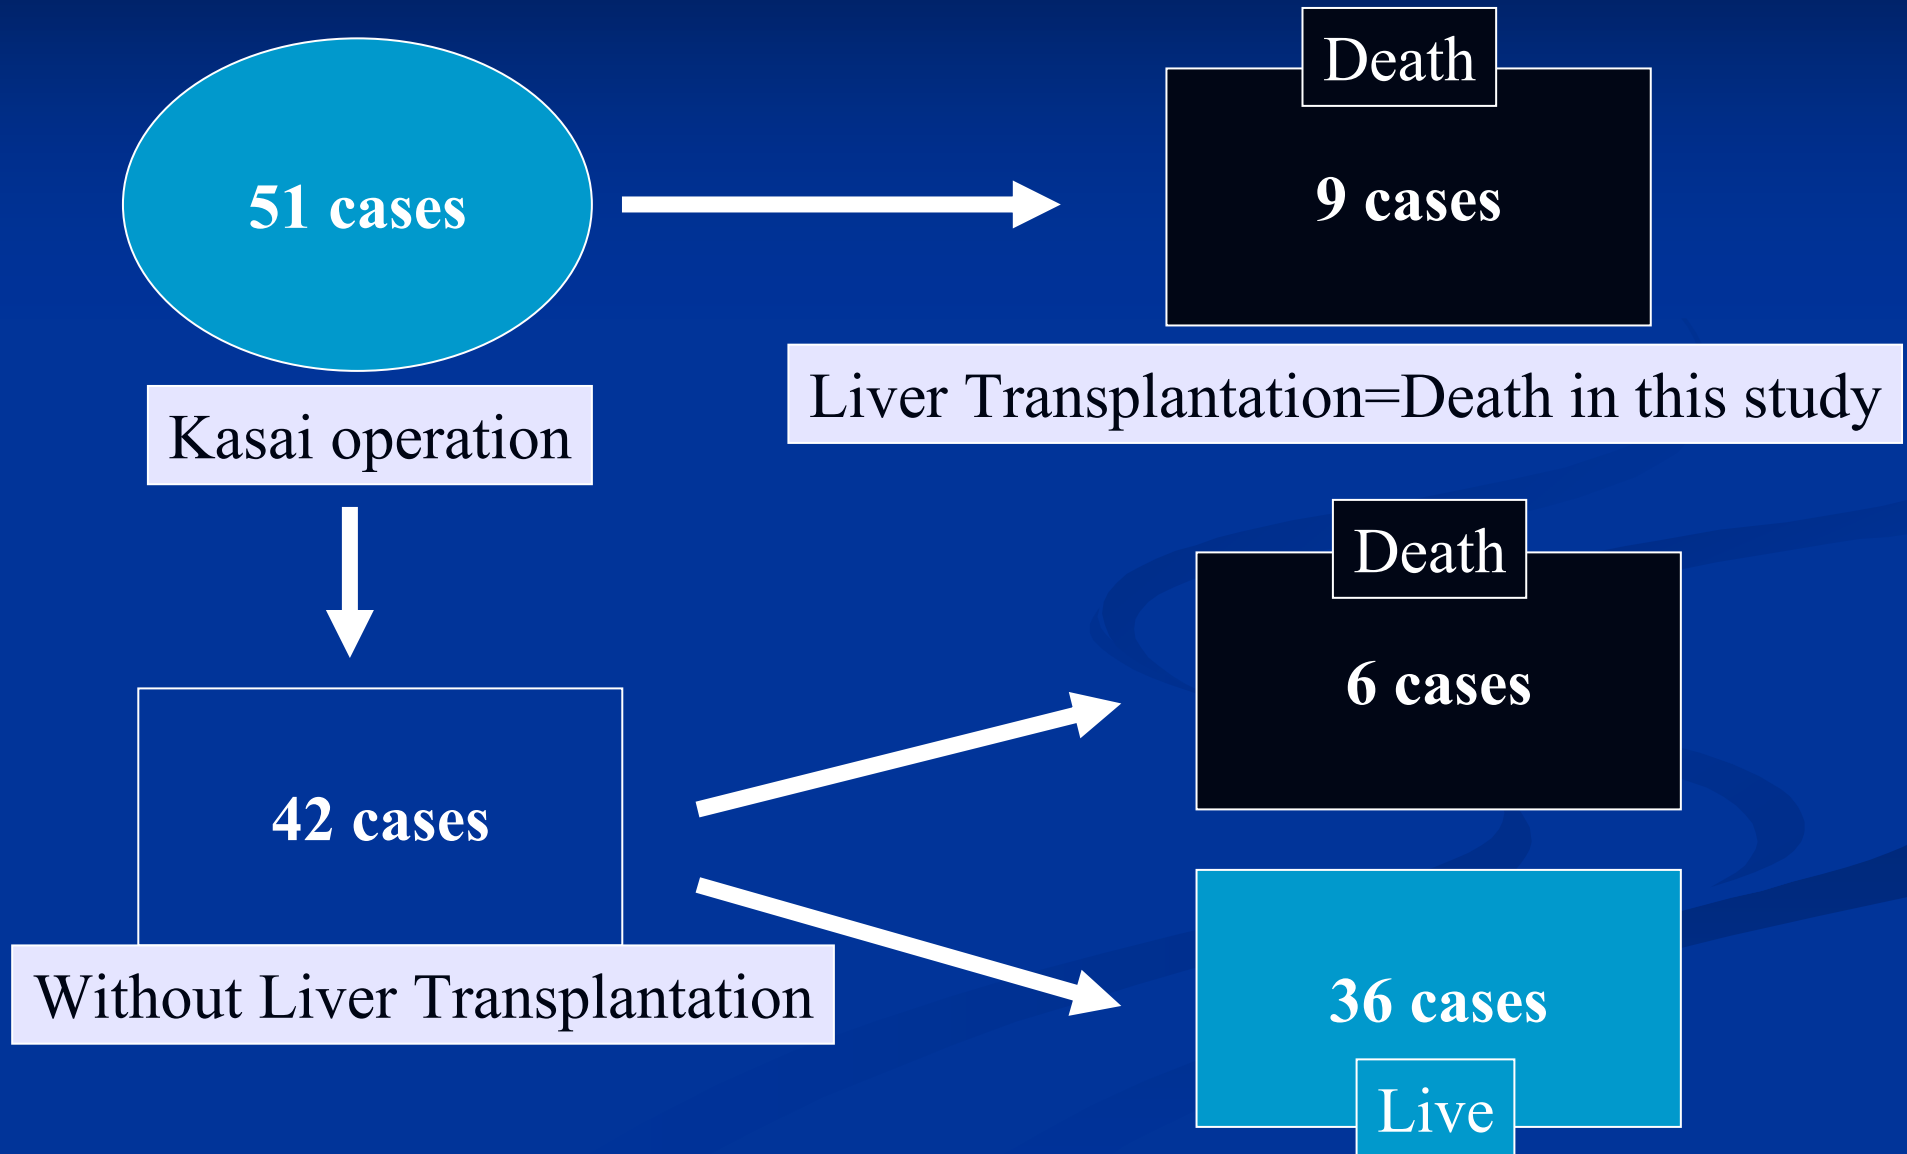 Death
51 cases
9 cases
Liver Transplantation=Death in this study
Kasai operation
Death
6 cases
42 cases
Without Liver Transplantation
36 cases
Live